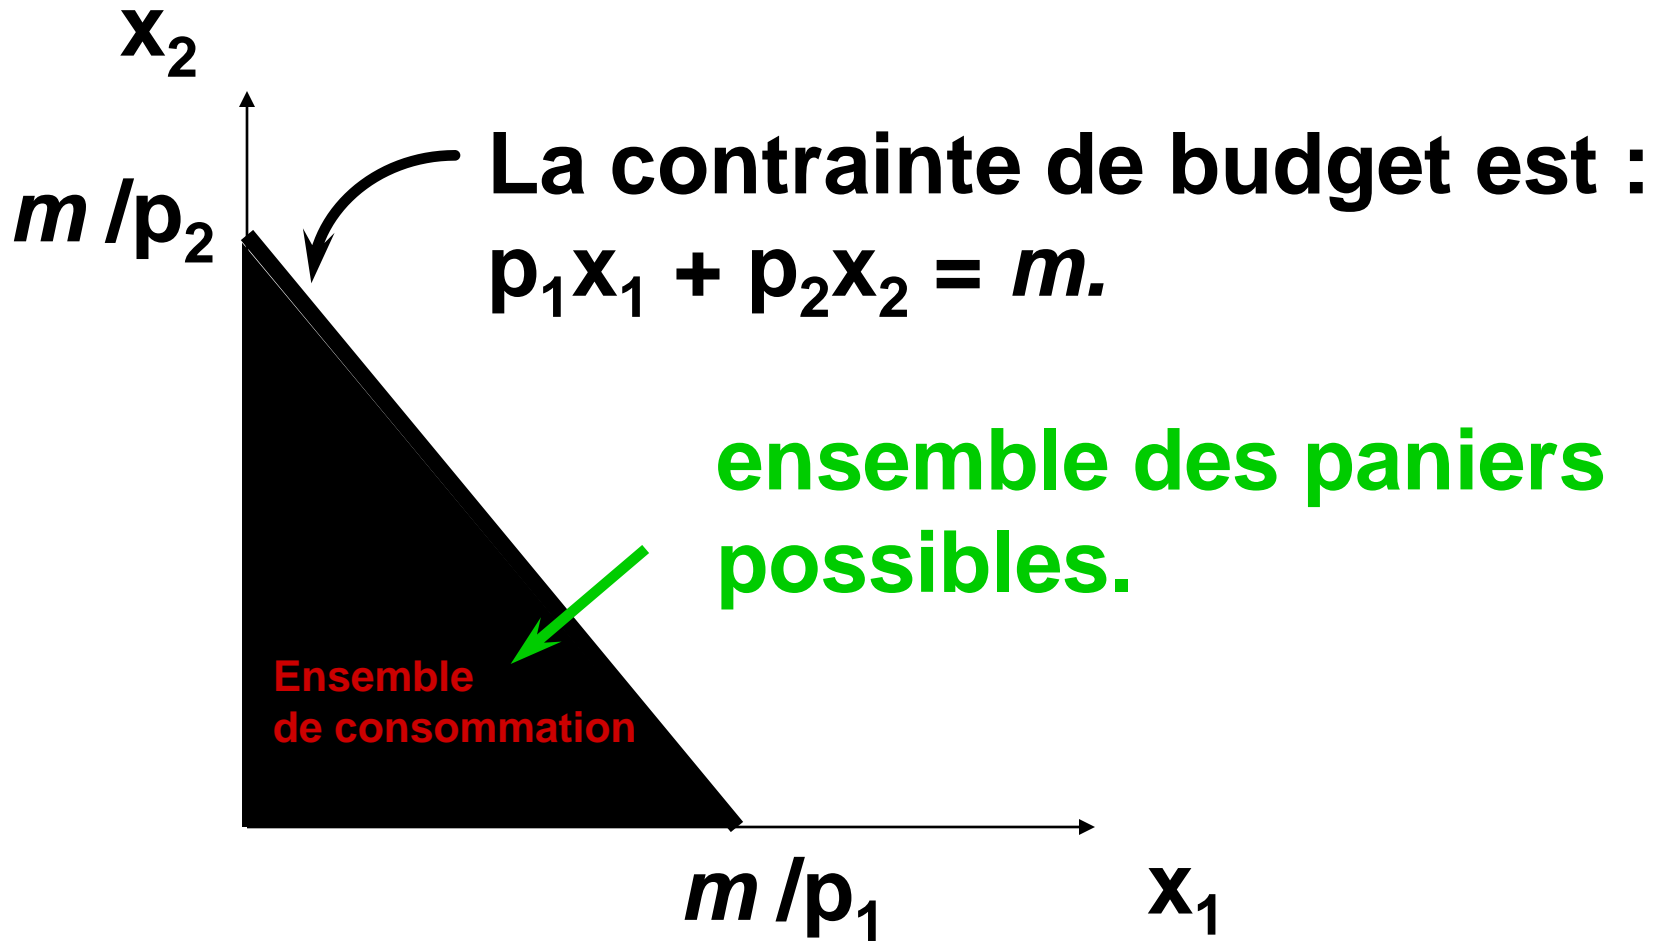 x₂
La contrainte de budget est :
m /p₂
p₁x₁ + p₂x₂ = m.
ensemble des paniers
possibles.
Ensemble
de consommation
m /p₁
x₁